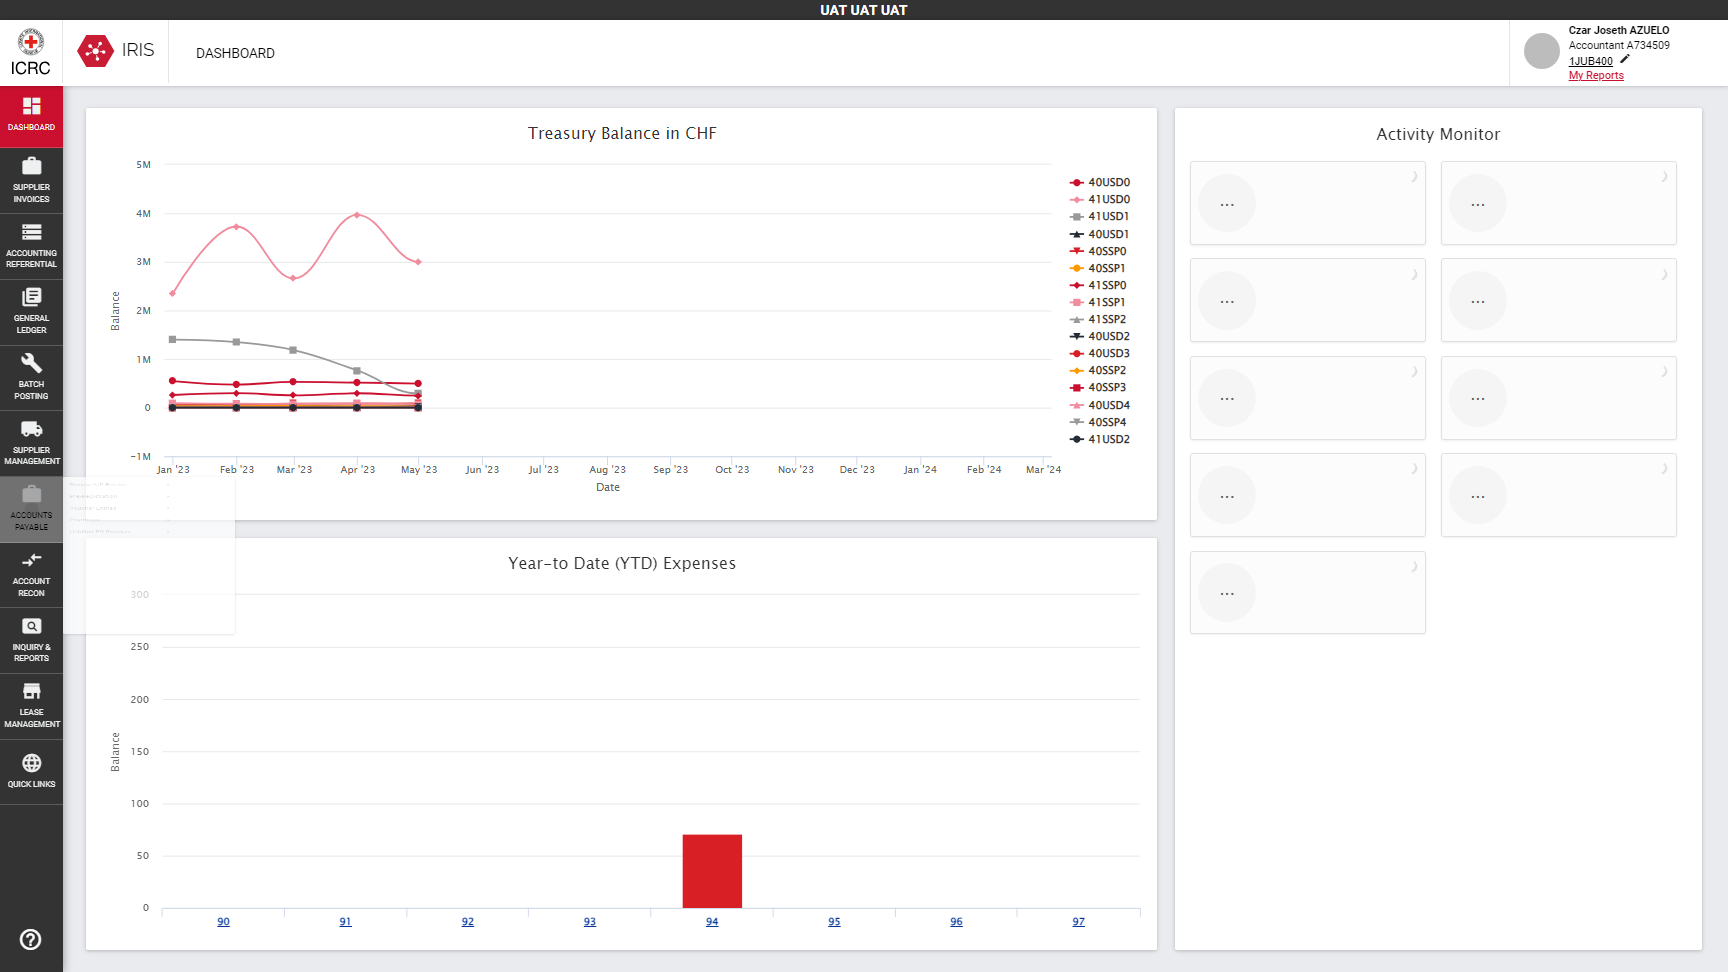 UAT UAT UAT
ICRC
IRIS
DASHBOARD
Czar Joseth AZUELO
Accountant A734509
1JUB400
My Reports
DASHBOARD
SUPPLIER
INVOICES
ACCOUNTING
REFERENTIAL
GENERAL
LEDGER
BATCH
POSTING
SUPPLIER
MANAGEMENT
ACCOUNTS
PAYABLE
ACCOUNT
RECON
INQUIRY &
REPORTS
LEASE
MANAGEMENT
QUICK LINKS
Treasury Balance in CHF
5M
4M
3M
2M
1M
0
−1M
Balance
Jan '23 Feb '23 Mar '23 Apr '23 May '23 Jun '23 Jul '23 Aug '23 Sep '23 Oct '23 Nov '23 Dec '23 Jan '24 Feb '24 Mar '24
Date
40USD0
41USD0
41USD1
40USD1
40SSP0
40SSP1
41SSP0
41SSP1
41SSP2
40USD2
40USD3
40SSP2
40SSP3
40USD4
40SSP4
41USD2
Year-to Date (YTD) Expenses
300
250
200
150
100
50
0
Balance
90 91 92 93 94 95 96 97
Activity Monitor
... ...
... ...
... ...
... ...
...